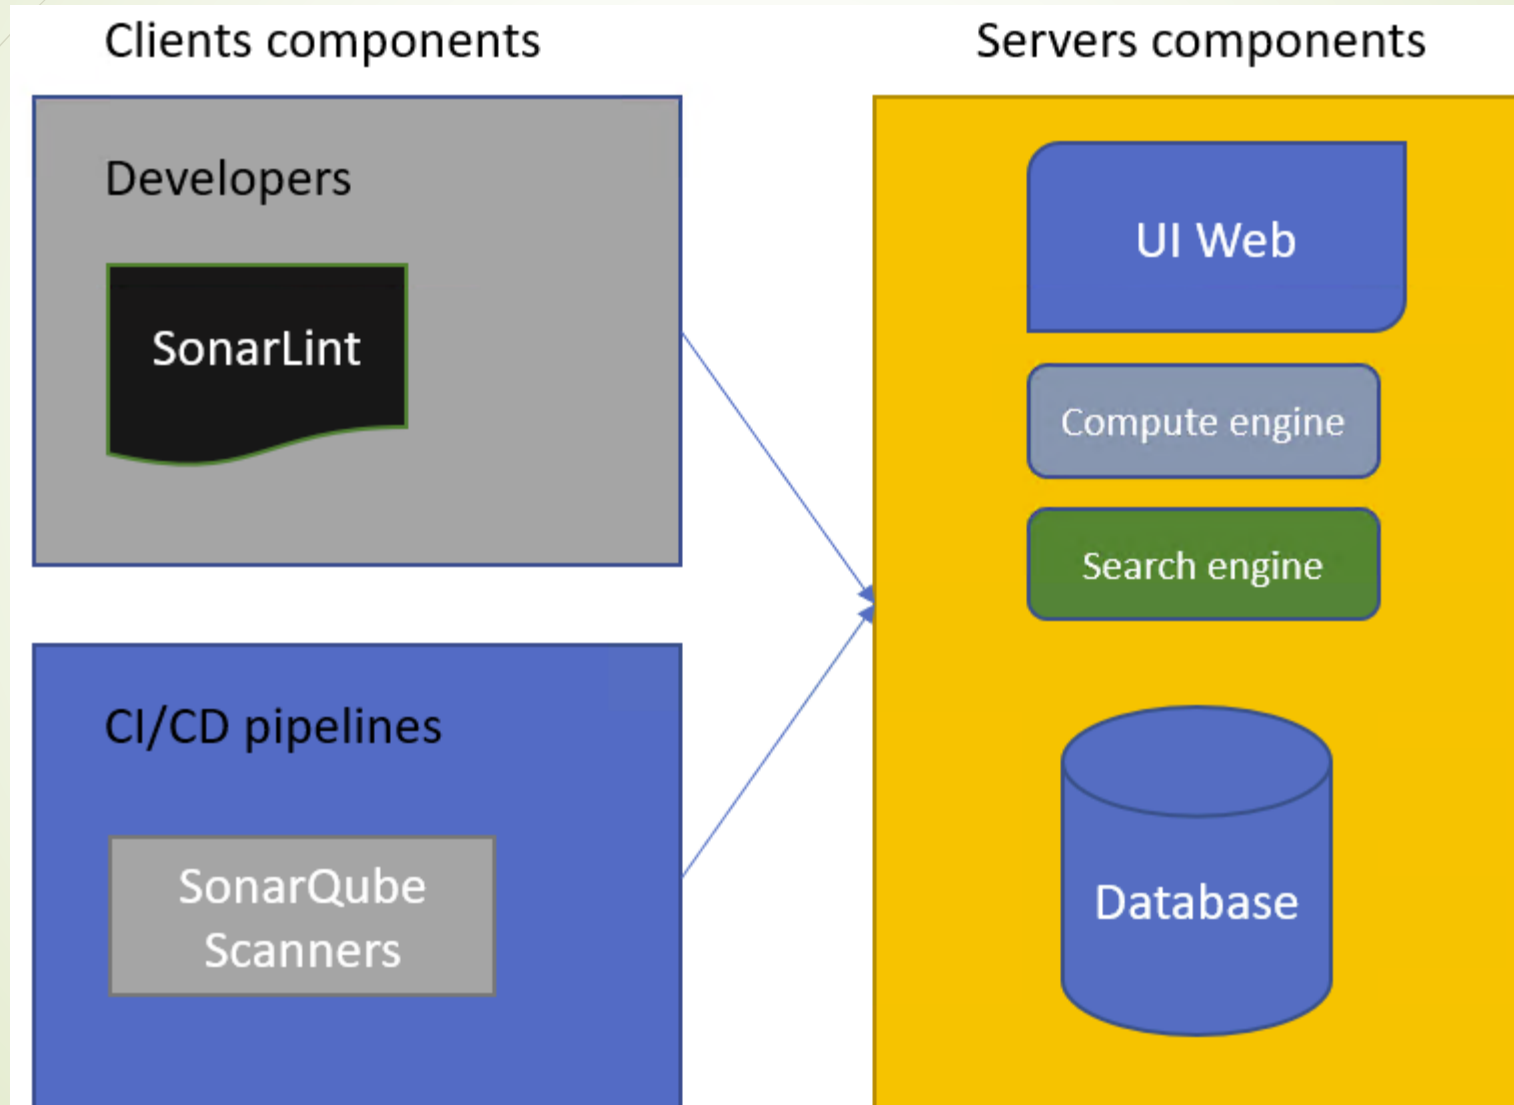 Clients components
Servers components
Developers
SonarLint
CI/CD pipelines
SonarQube
Scanners
UI Web
Compute engine
Search engine
Database